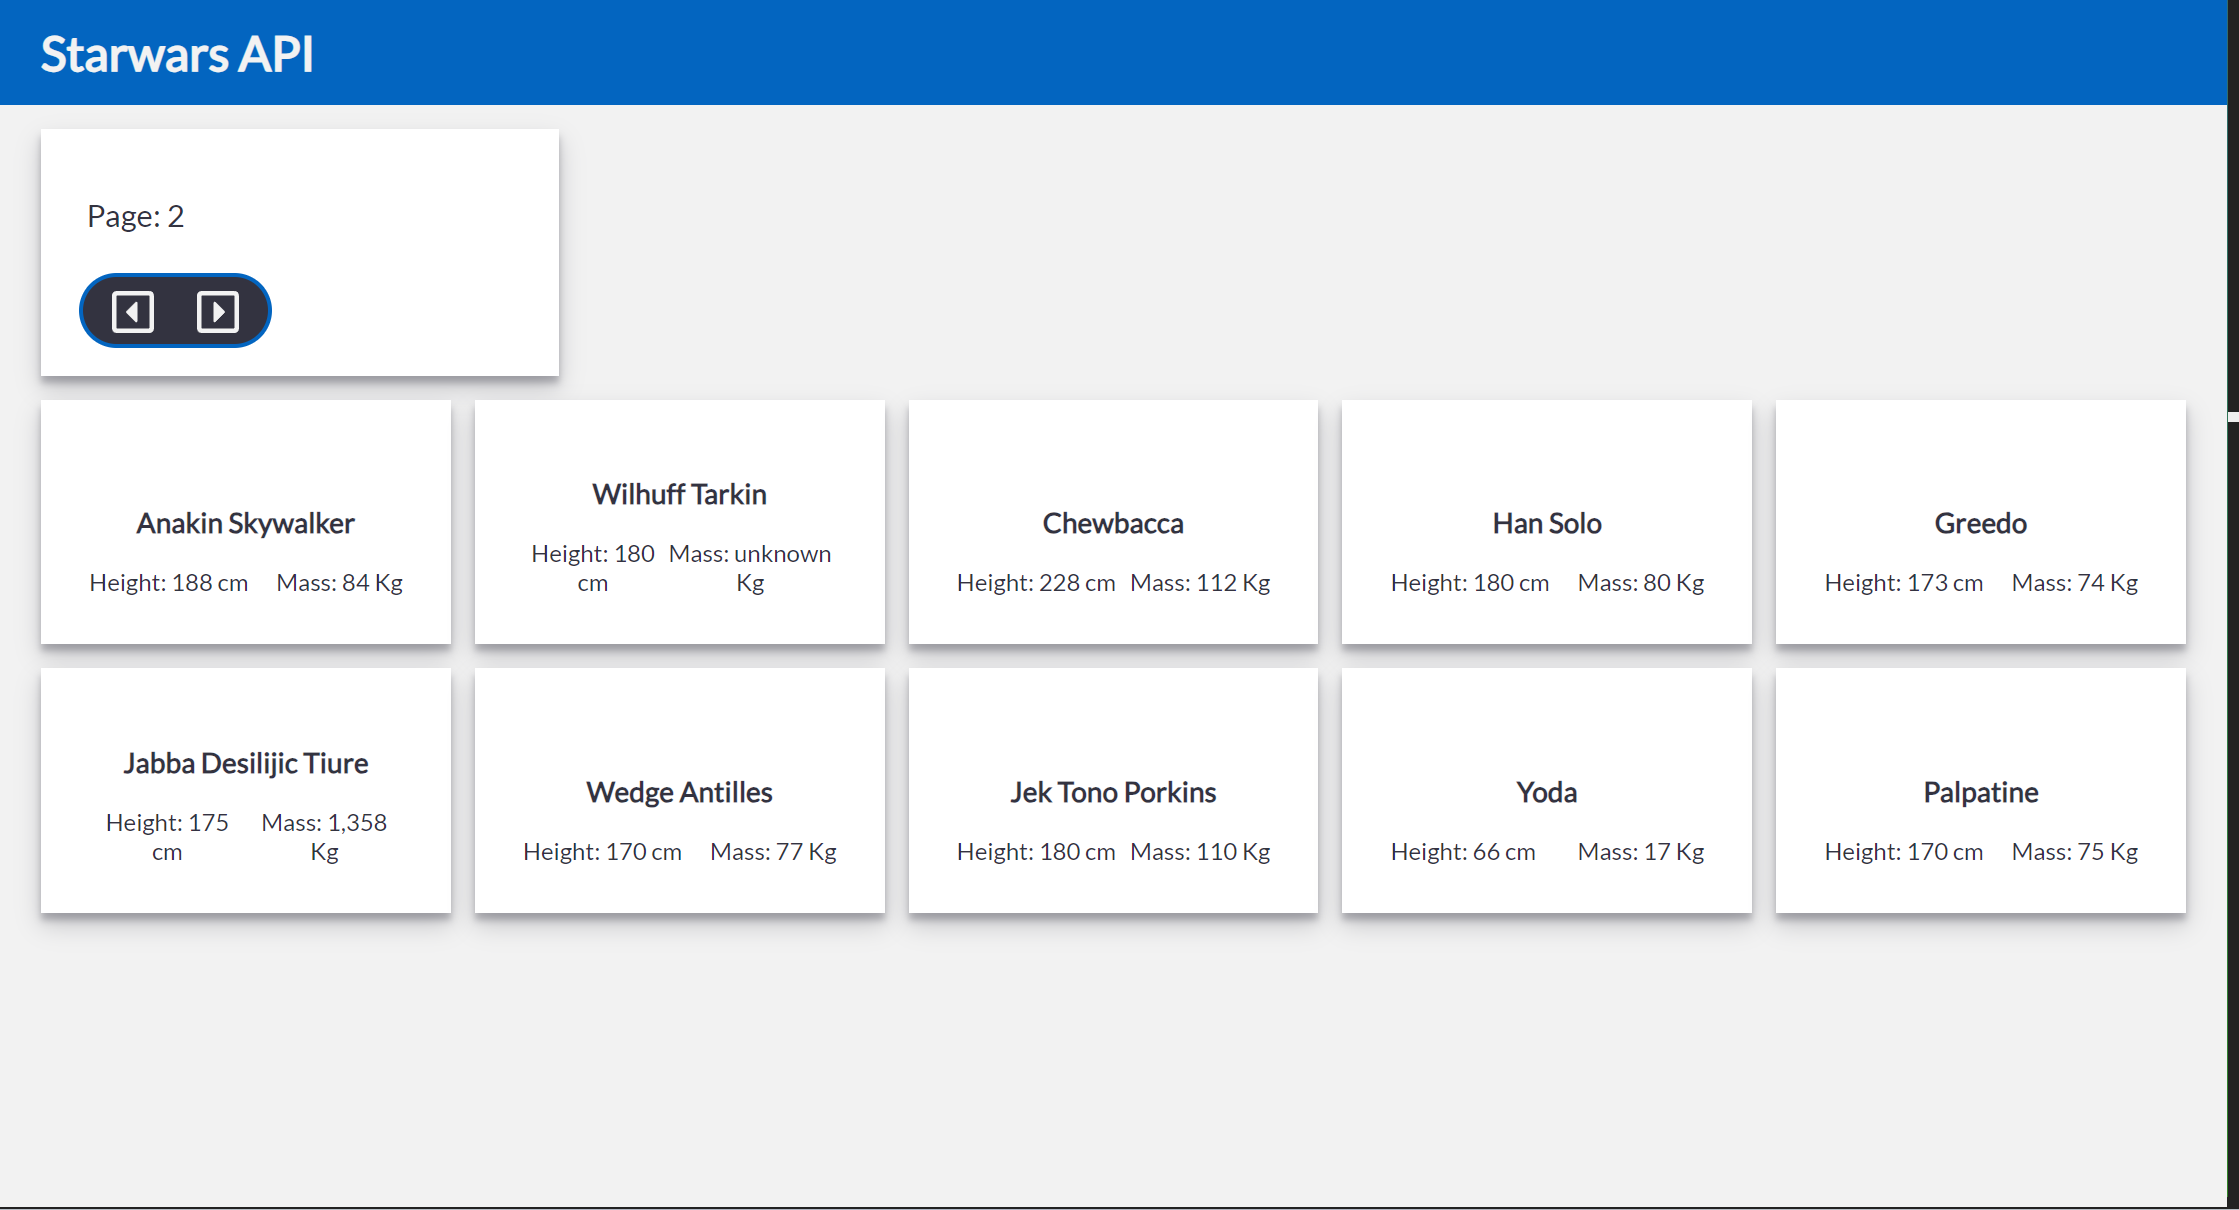 Starwars API
Page: 2
Anakin Skywalker
Height: 188 cm Mass: 84 Kg
Wilhuff Tarkin
Height: 180 cm Mass: unknown Kg
Chewbacca
Height: 228 cm Mass: 112 Kg
Han Solo
Height: 180 cm Mass: 80 Kg
Greedo
Height: 173 cm Mass: 74 Kg
Jabba Desilijic Tiure
Height: 175 cm Mass: 1,358 Kg
Wedge Antilles
Height: 170 cm Mass: 77 Kg
Jek Tono Porkins
Height: 180 cm Mass: 110 Kg
Yoda
Height: 66 cm Mass: 17 Kg
Palpatine
Height: 170 cm Mass: 75 Kg